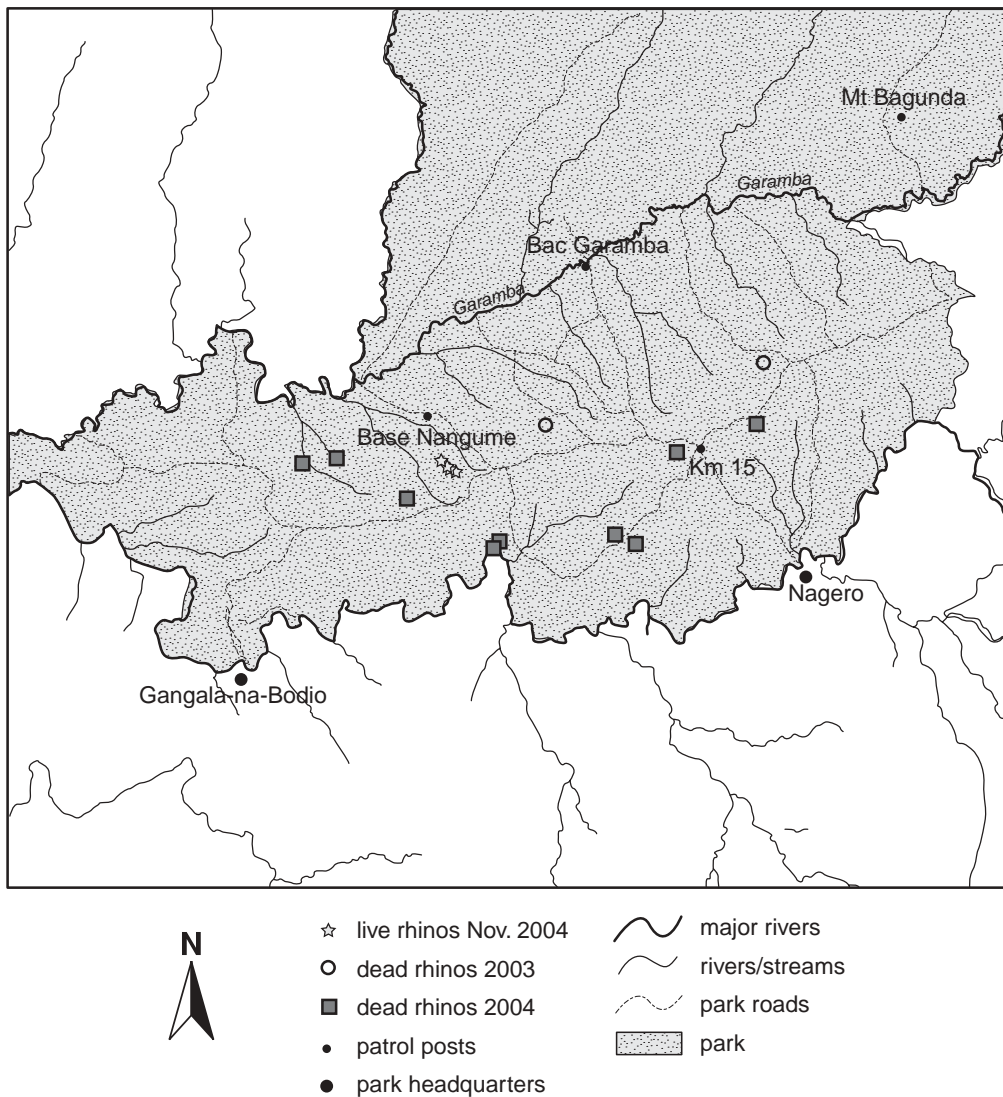 Mt Bagunda
Garamba
Bac Garamba
Garamba
Base Nangume
Km 15
Nagero
Gangala-na-Bodio
N
live rhinos Nov. 2004
dead rhinos 2003
dead rhinos 2004
patrol posts
park headquarters
major rivers
rivers/streams
park roads
park